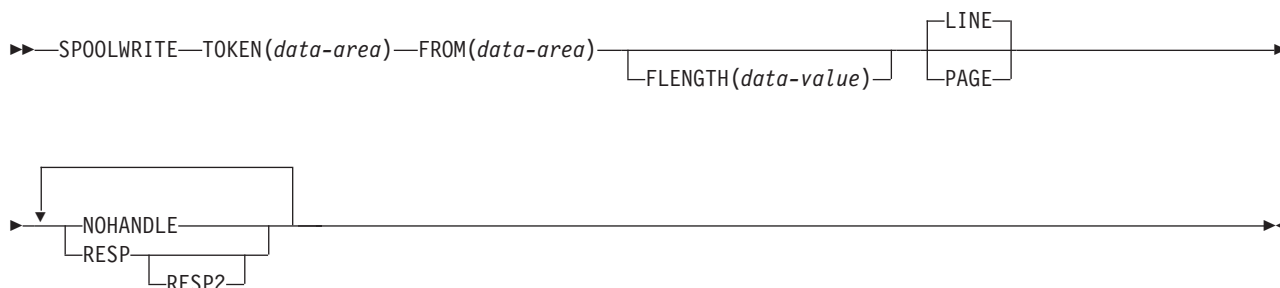 LINE
SPOOLWRITE TOKEN(data-area) FROM(data-area)
FLENGTH(data-value) PAGE
NOHANDLE
RESP
RESP2